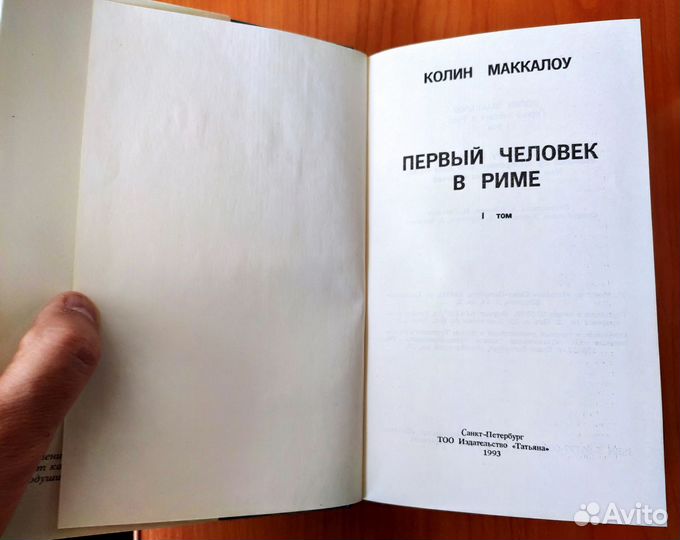 КОЛИН МАККАЛОУ
ПЕРВЫЙ ЧЕЛОВЕК
В РИМЕ
I том
Санкт-Петербург
ТОО Издательство «Татьяна»
1993
Avito